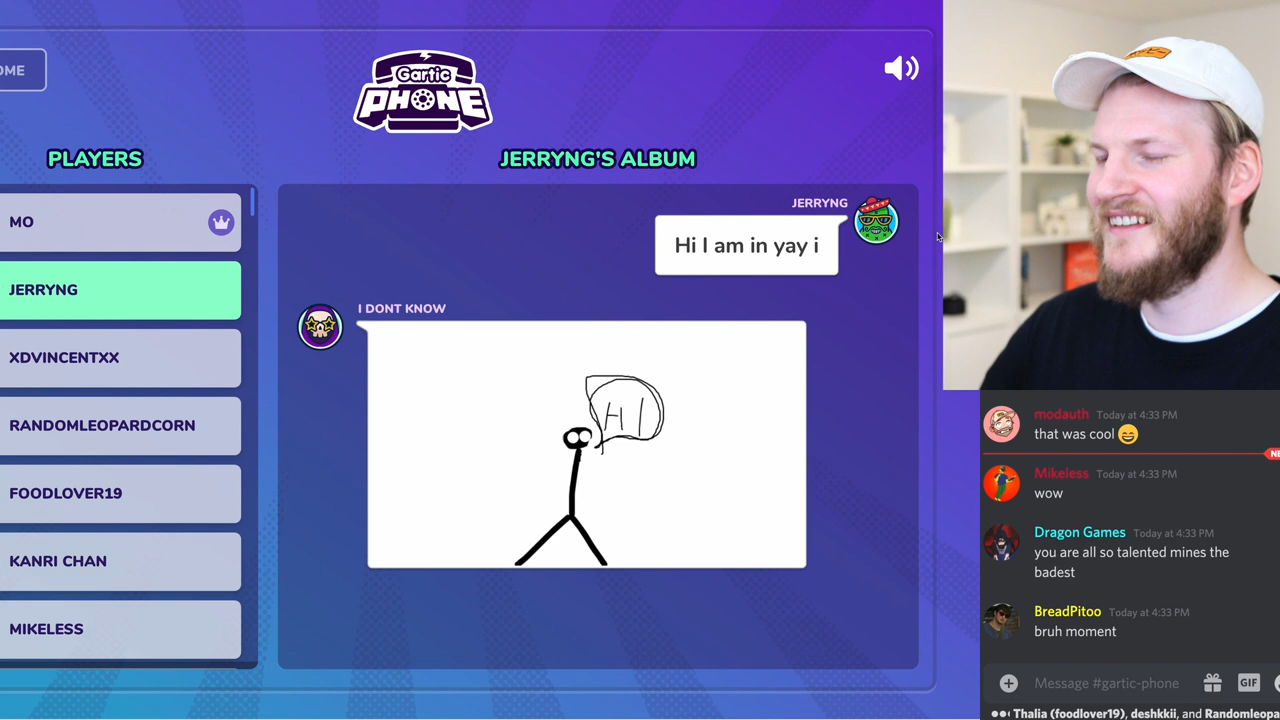 OME
Gartic
PHONE
PLAYERS
MO
JERRYNG
XDVINCENTXX
RANDOMLEOPARDCORN
FOODLOVER19
KANRI CHAN
MIKELESS
JERRYNG'S ALBUM
JERRYNG
Hi I am in yay i
I DONT KNOW
HI
modauth Today at 4:33 PM
that was cool 😄
NE
Mikeless Today at 4:33 PM
wow
Dragon Games Today at 4:33 PM
you are all so talented mines the
badest
BreadPitoo Today at 4:33 PM
bruh moment
Message #gartic-phone
GIF
Thalia (foodlover19), deshkkii, and Randomleopa